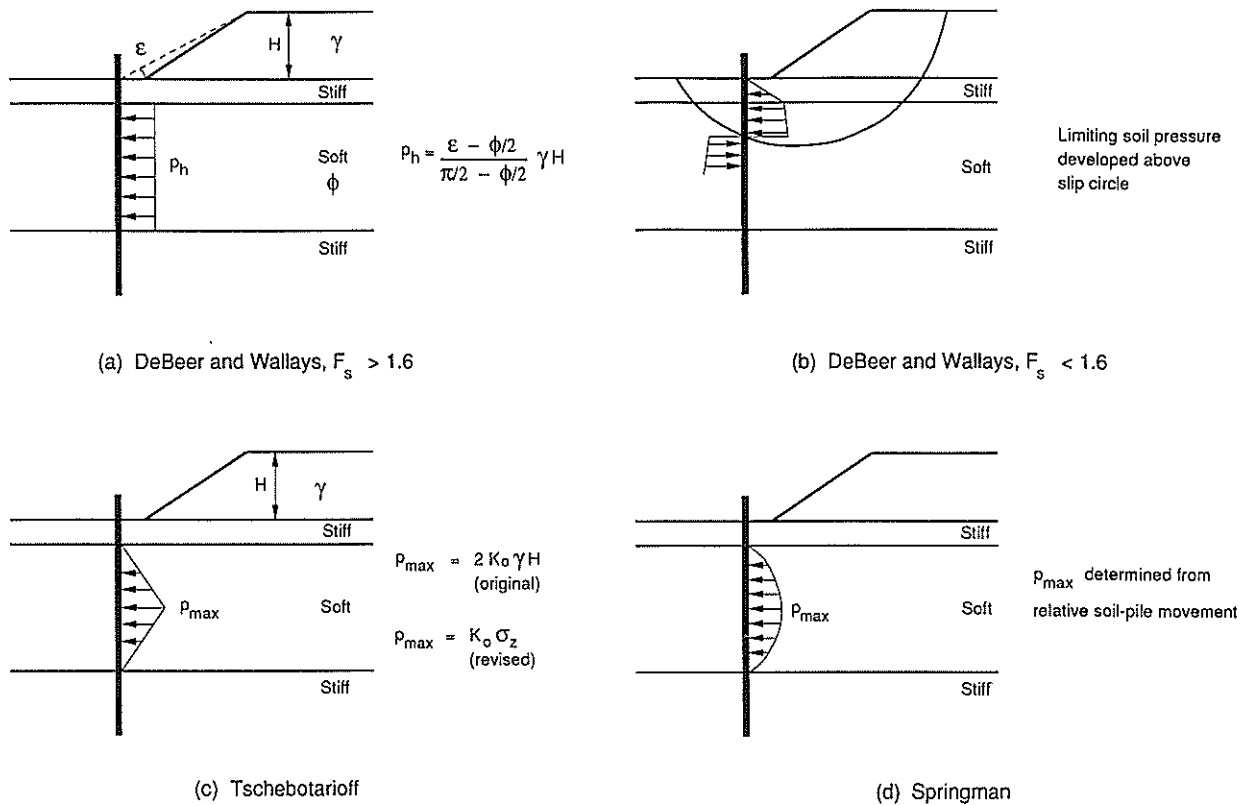 ε
H
γ
Stiff
p_h
Soft
ϕ
Stiff
p_h = (ε − ϕ/2) / (π/2 − ϕ/2) γ H
(a) DeBeer and Wallays, F_s > 1.6
Stiff
Soft
Stiff
Limiting soil pressure
developed above
slip circle
(b) DeBeer and Wallays, F_s < 1.6
H
γ
Stiff
p_max
Soft
Stiff
p_max = 2 K_o γ H
(original)
p_max = K_o σ_z
(revised)
(c) Tschebotarioff
Stiff
p_max
Soft
Stiff
p_max determined from
relative soil-pile movement
(d) Springman